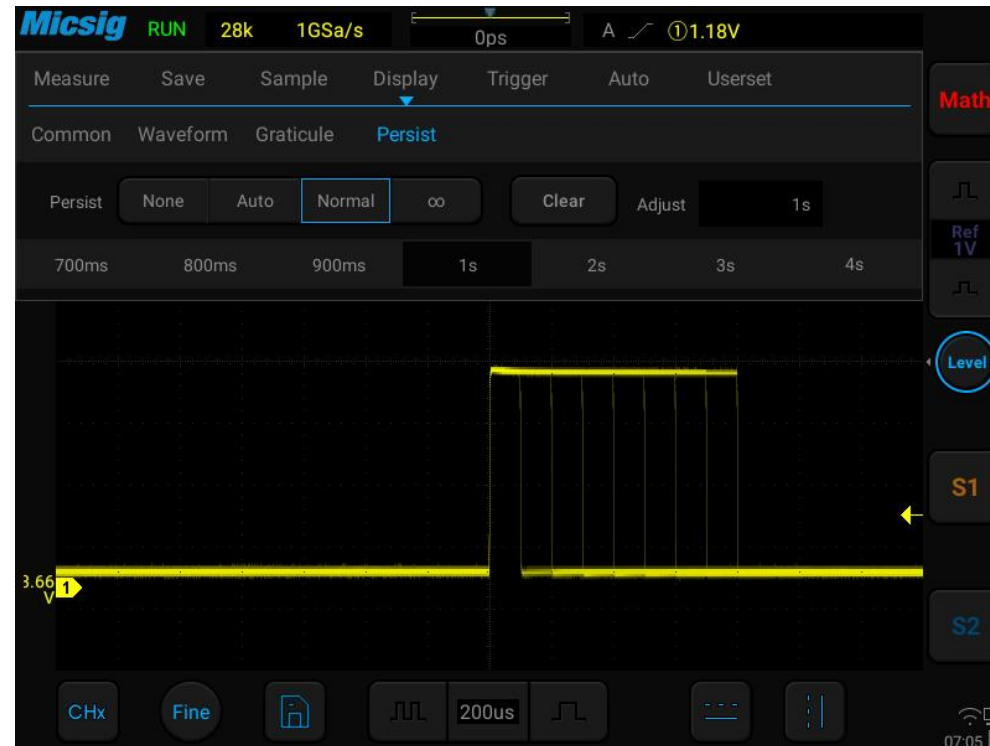 Micsig RUN 28k 1GSa/s 0ps A ①1.18V
Measure Save Sample Display Trigger Auto Userset
Math
Common Waveform Graticule Persist
Persist None Auto Normal ∞ Clear Adjust 1s
Ref
1V
700ms 800ms 900ms 1s 2s 3s 4s
Level
S1
3.66
V
1
S2
CHx Fine 200us
07:05